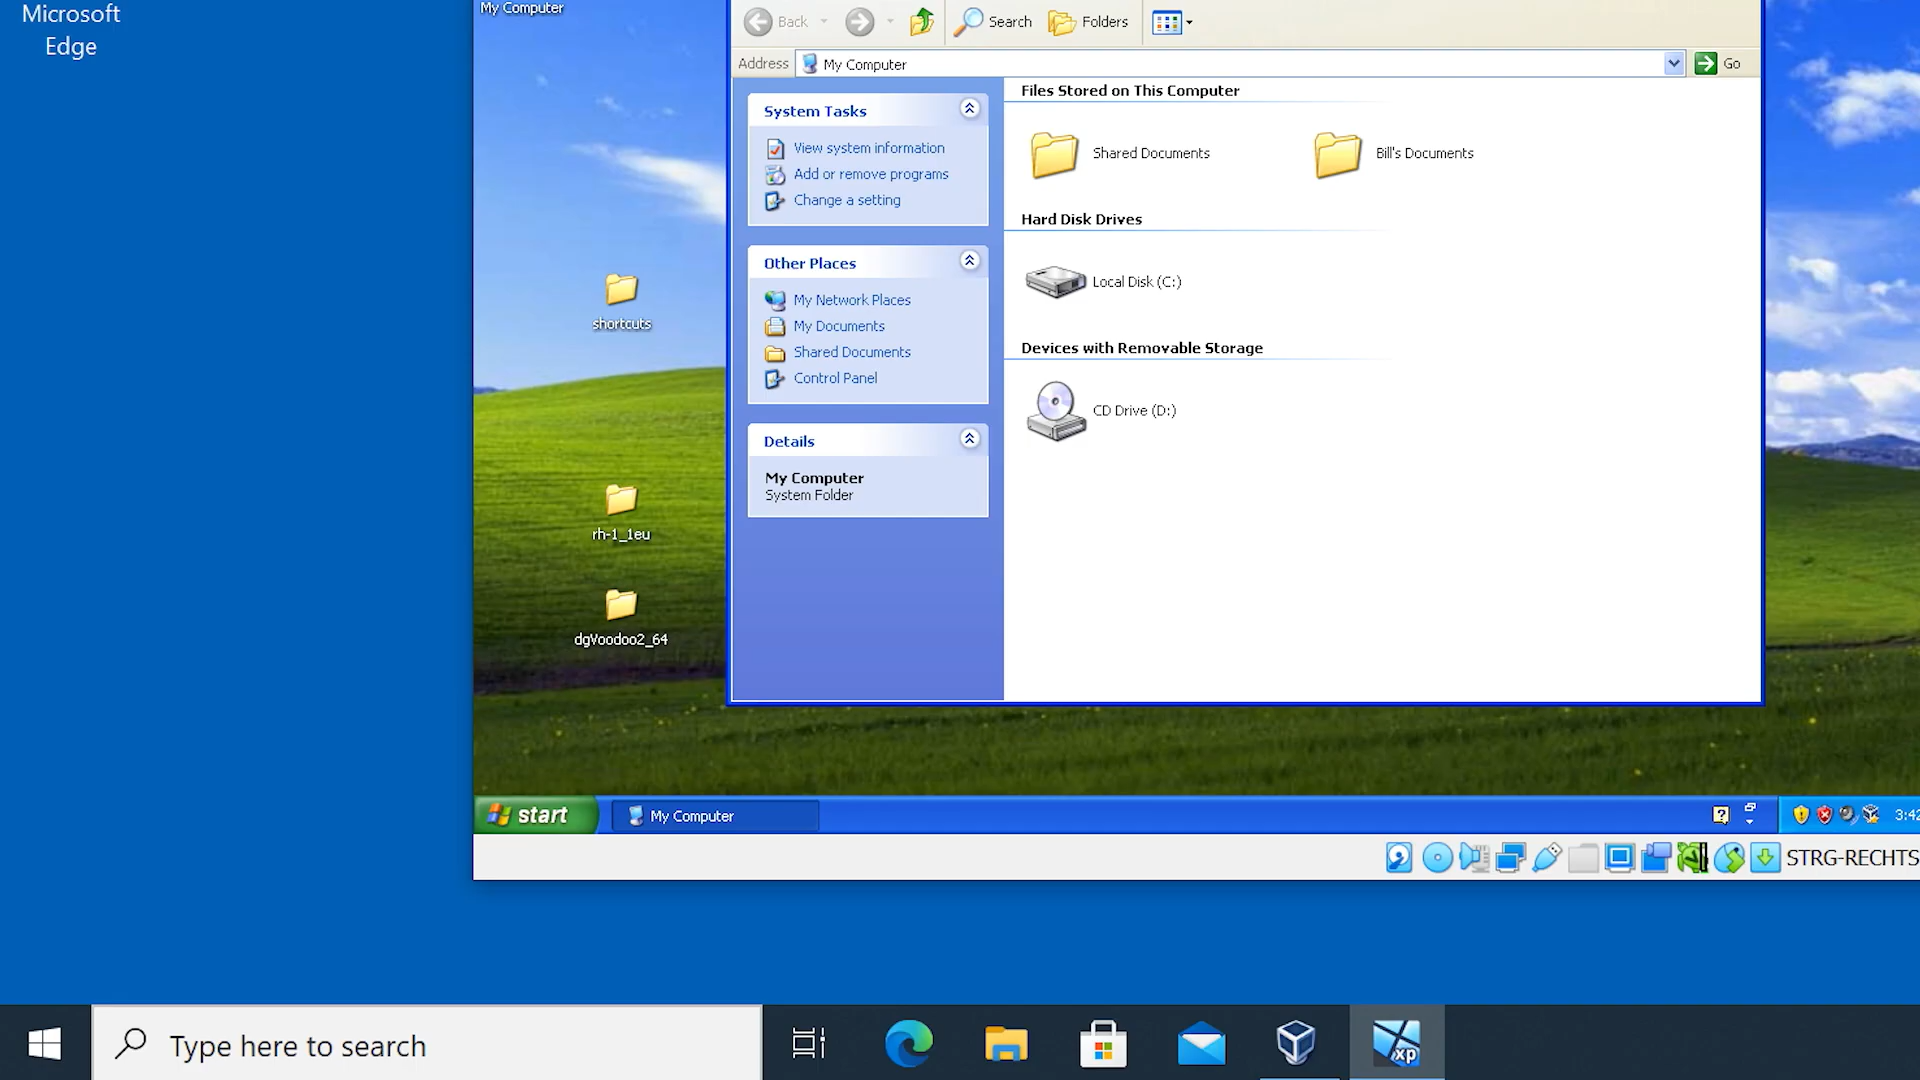 Microsoft
Edge
My Computer
Back
Search
Folders
Address
My Computer
Go
System Tasks
View system information
Add or remove programs
Change a setting
Other Places
My Network Places
My Documents
Shared Documents
Control Panel
Details
My Computer
System Folder
Files Stored on This Computer
Shared Documents
Bill's Documents
Hard Disk Drives
Local Disk (C:)
Devices with Removable Storage
CD Drive (D:)
shortcuts
rh-1_1eu
dgVoodoo2_64
start
My Computer
3:42
STRG-RECHTS
Type here to search
xp